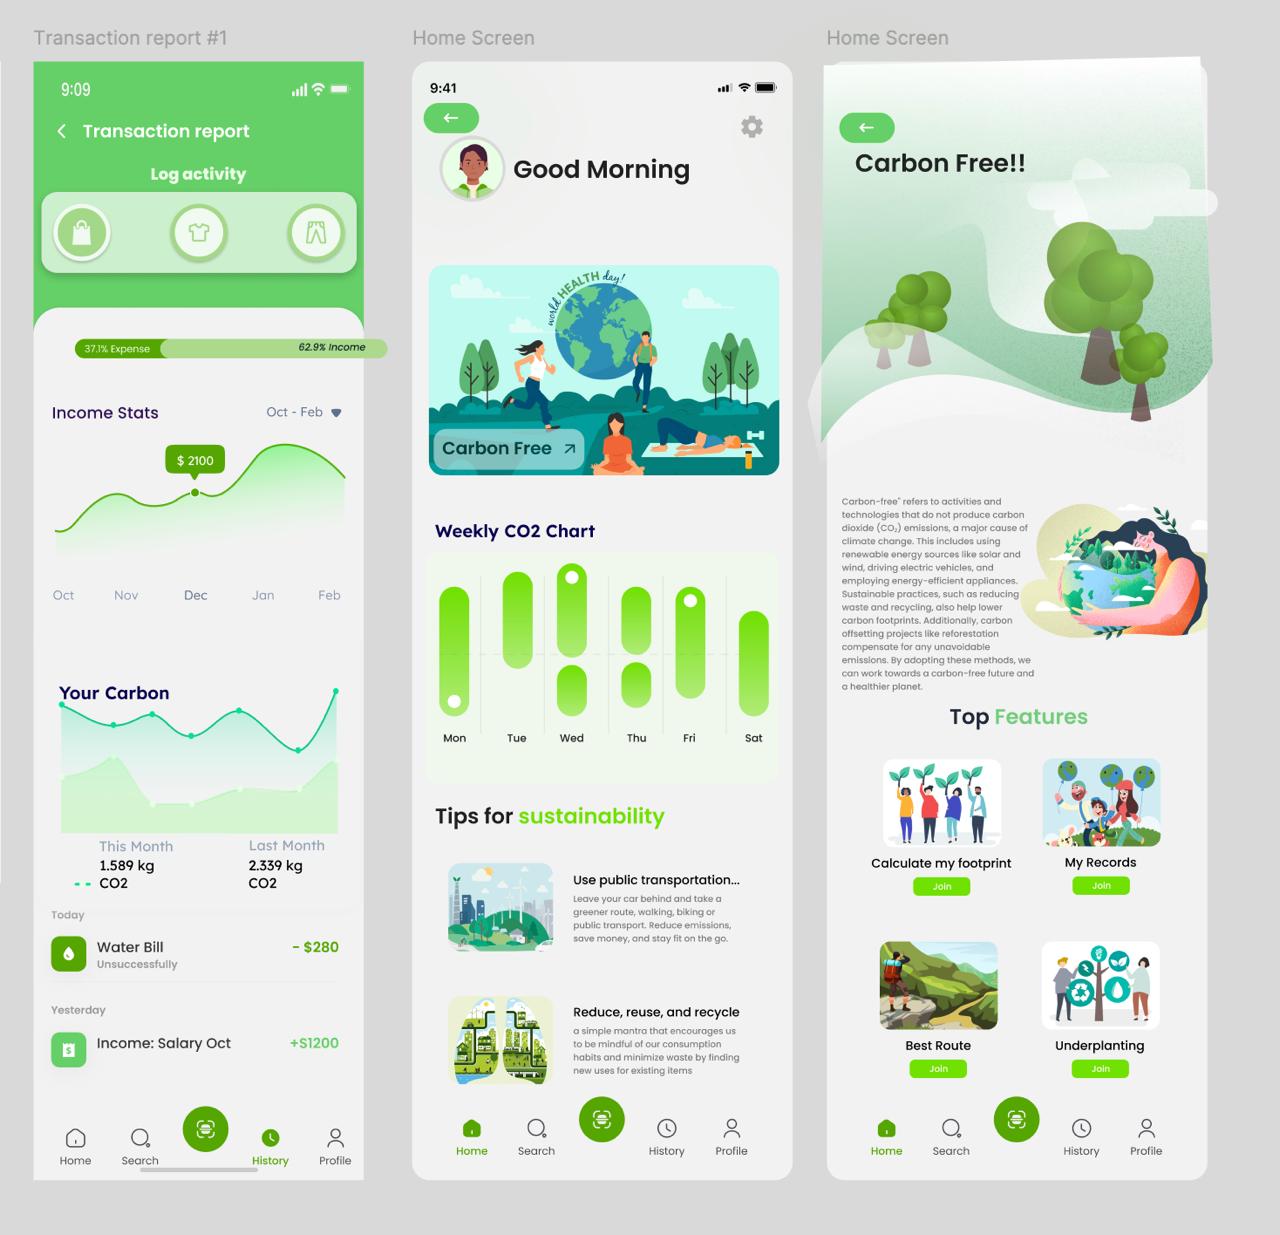 Transaction report #1
9:09
Transaction report
Log activity
37.1% Expense
62.9% Income
Income Stats
Oct - Feb
$ 2100
Oct Nov Dec Jan Feb
Your Carbon
This Month
1.589 kg
CO2
Last Month
2.339 kg
CO2
Today
Water Bill
- $280
Unsuccessfully
Yesterday
Income: Salary Oct
+S1200
Home Search History Profile
Home Screen
9:41
Good Morning
world HEALTH day!
Carbon Free
Weekly CO2 Chart
Mon Tue Wed Thu Fri Sat
Tips for sustainability
Use public transportation...
Leave your car behind and take a
greener route, walking, biking or
public transport. Reduce emissions,
save money, and stay fit on the go.
Reduce, reuse, and recycle
a simple mantra that encourages us
to be mindful of our consumption
habits and minimize waste by finding
new uses for existing items
Home Search History Profile
Home Screen
Carbon Free!!
Carbon-free" refers to activities and
technologies that do not produce carbon
dioxide (CO₂) emissions, a major cause of
climate change. This includes using
renewable energy sources like solar and
wind, driving electric vehicles, and
employing energy-efficient appliances.
Sustainable practices, such as reducing
waste and recycling, also help lower
carbon footprints. Additionally, carbon
offsetting projects like reforestation
compensate for any unavoidable
emissions. By adopting these methods, we
can work towards a carbon-free future and
a healthier planet.
Top Features
Calculate my footprint
Join
My Records
Join
Best Route
Join
Underplanting
Join
Home Search History Profile